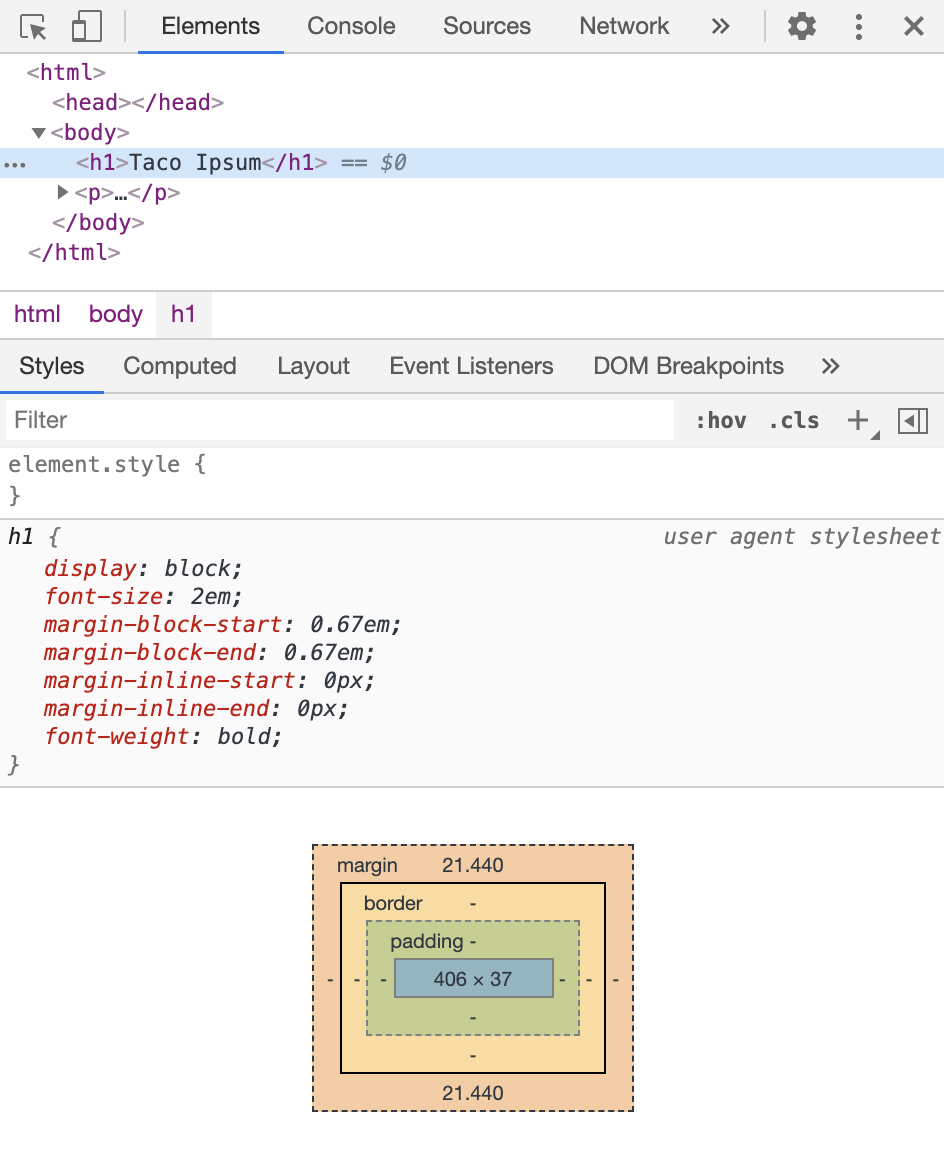 Elements Console Sources Network »
<html>
<head></head>
▼<body>
… <h1>Taco Ipsum</h1> == $0
▶<p>…</p>
</body>
</html>
html body h1
Styles Computed Layout Event Listeners DOM Breakpoints »
Filter :hov .cls +
element.style {
}
h1 { user agent stylesheet
display: block;
font-size: 2em;
margin-block-start: 0.67em;
margin-block-end: 0.67em;
margin-inline-start: 0px;
margin-inline-end: 0px;
font-weight: bold;
}
margin 21.440
border -
padding -
- - - 406 × 37 - - -
-
-
21.440